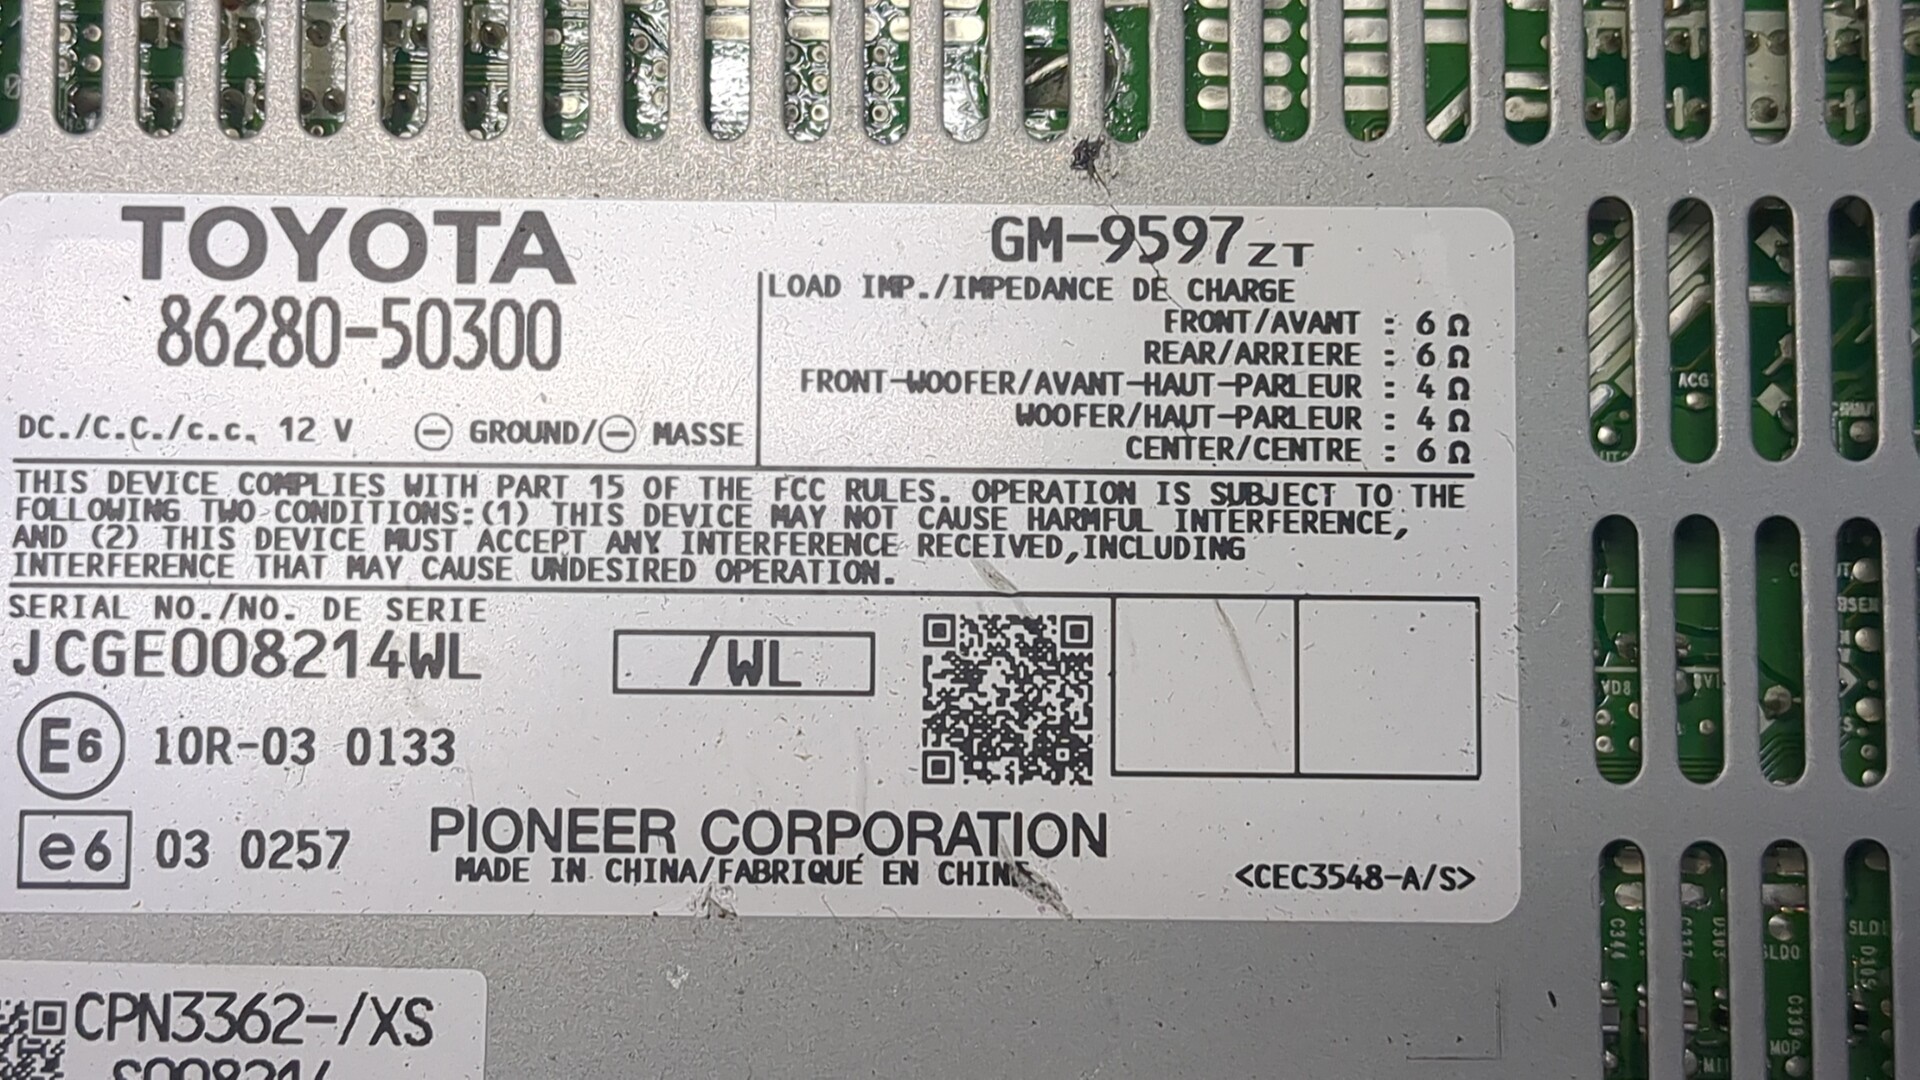 TOYOTA
86280-50300
DC./C.C./c.c. 12 V ⊖ GROUND/⊖ MASSE
GM-9597ZT
LOAD IMP./IMPEDANCE DE CHARGE
FRONT/AVANT : 6 Ω
REAR/ARRIERE : 6 Ω
FRONT-WOOFER/AVANT-HAUT-PARLEUR : 4 Ω
WOOFER/HAUT-PARLEUR : 4 Ω
CENTER/CENTRE : 6 Ω
THIS DEVICE COMPLIES WITH PART 15 OF THE FCC RULES. OPERATION IS SUBJECT TO THE
FOLLOWING TWO CONDITIONS:(1) THIS DEVICE MAY NOT CAUSE HARMFUL INTERFERENCE,
AND (2) THIS DEVICE MUST ACCEPT ANY INTERFERENCE RECEIVED,INCLUDING
INTERFERENCE THAT MAY CAUSE UNDESIRED OPERATION.
SERIAL NO./NO. DE SERIE
JCGE008214WL
/WL
E6 10R-03 0133
e6 03 0257
PIONEER CORPORATION
MADE IN CHINA/FABRIQUÉ EN CHINE
<CEC3548-A/S>
CPN3362-/XS
ACG
C344
SLDO
C339
MOP